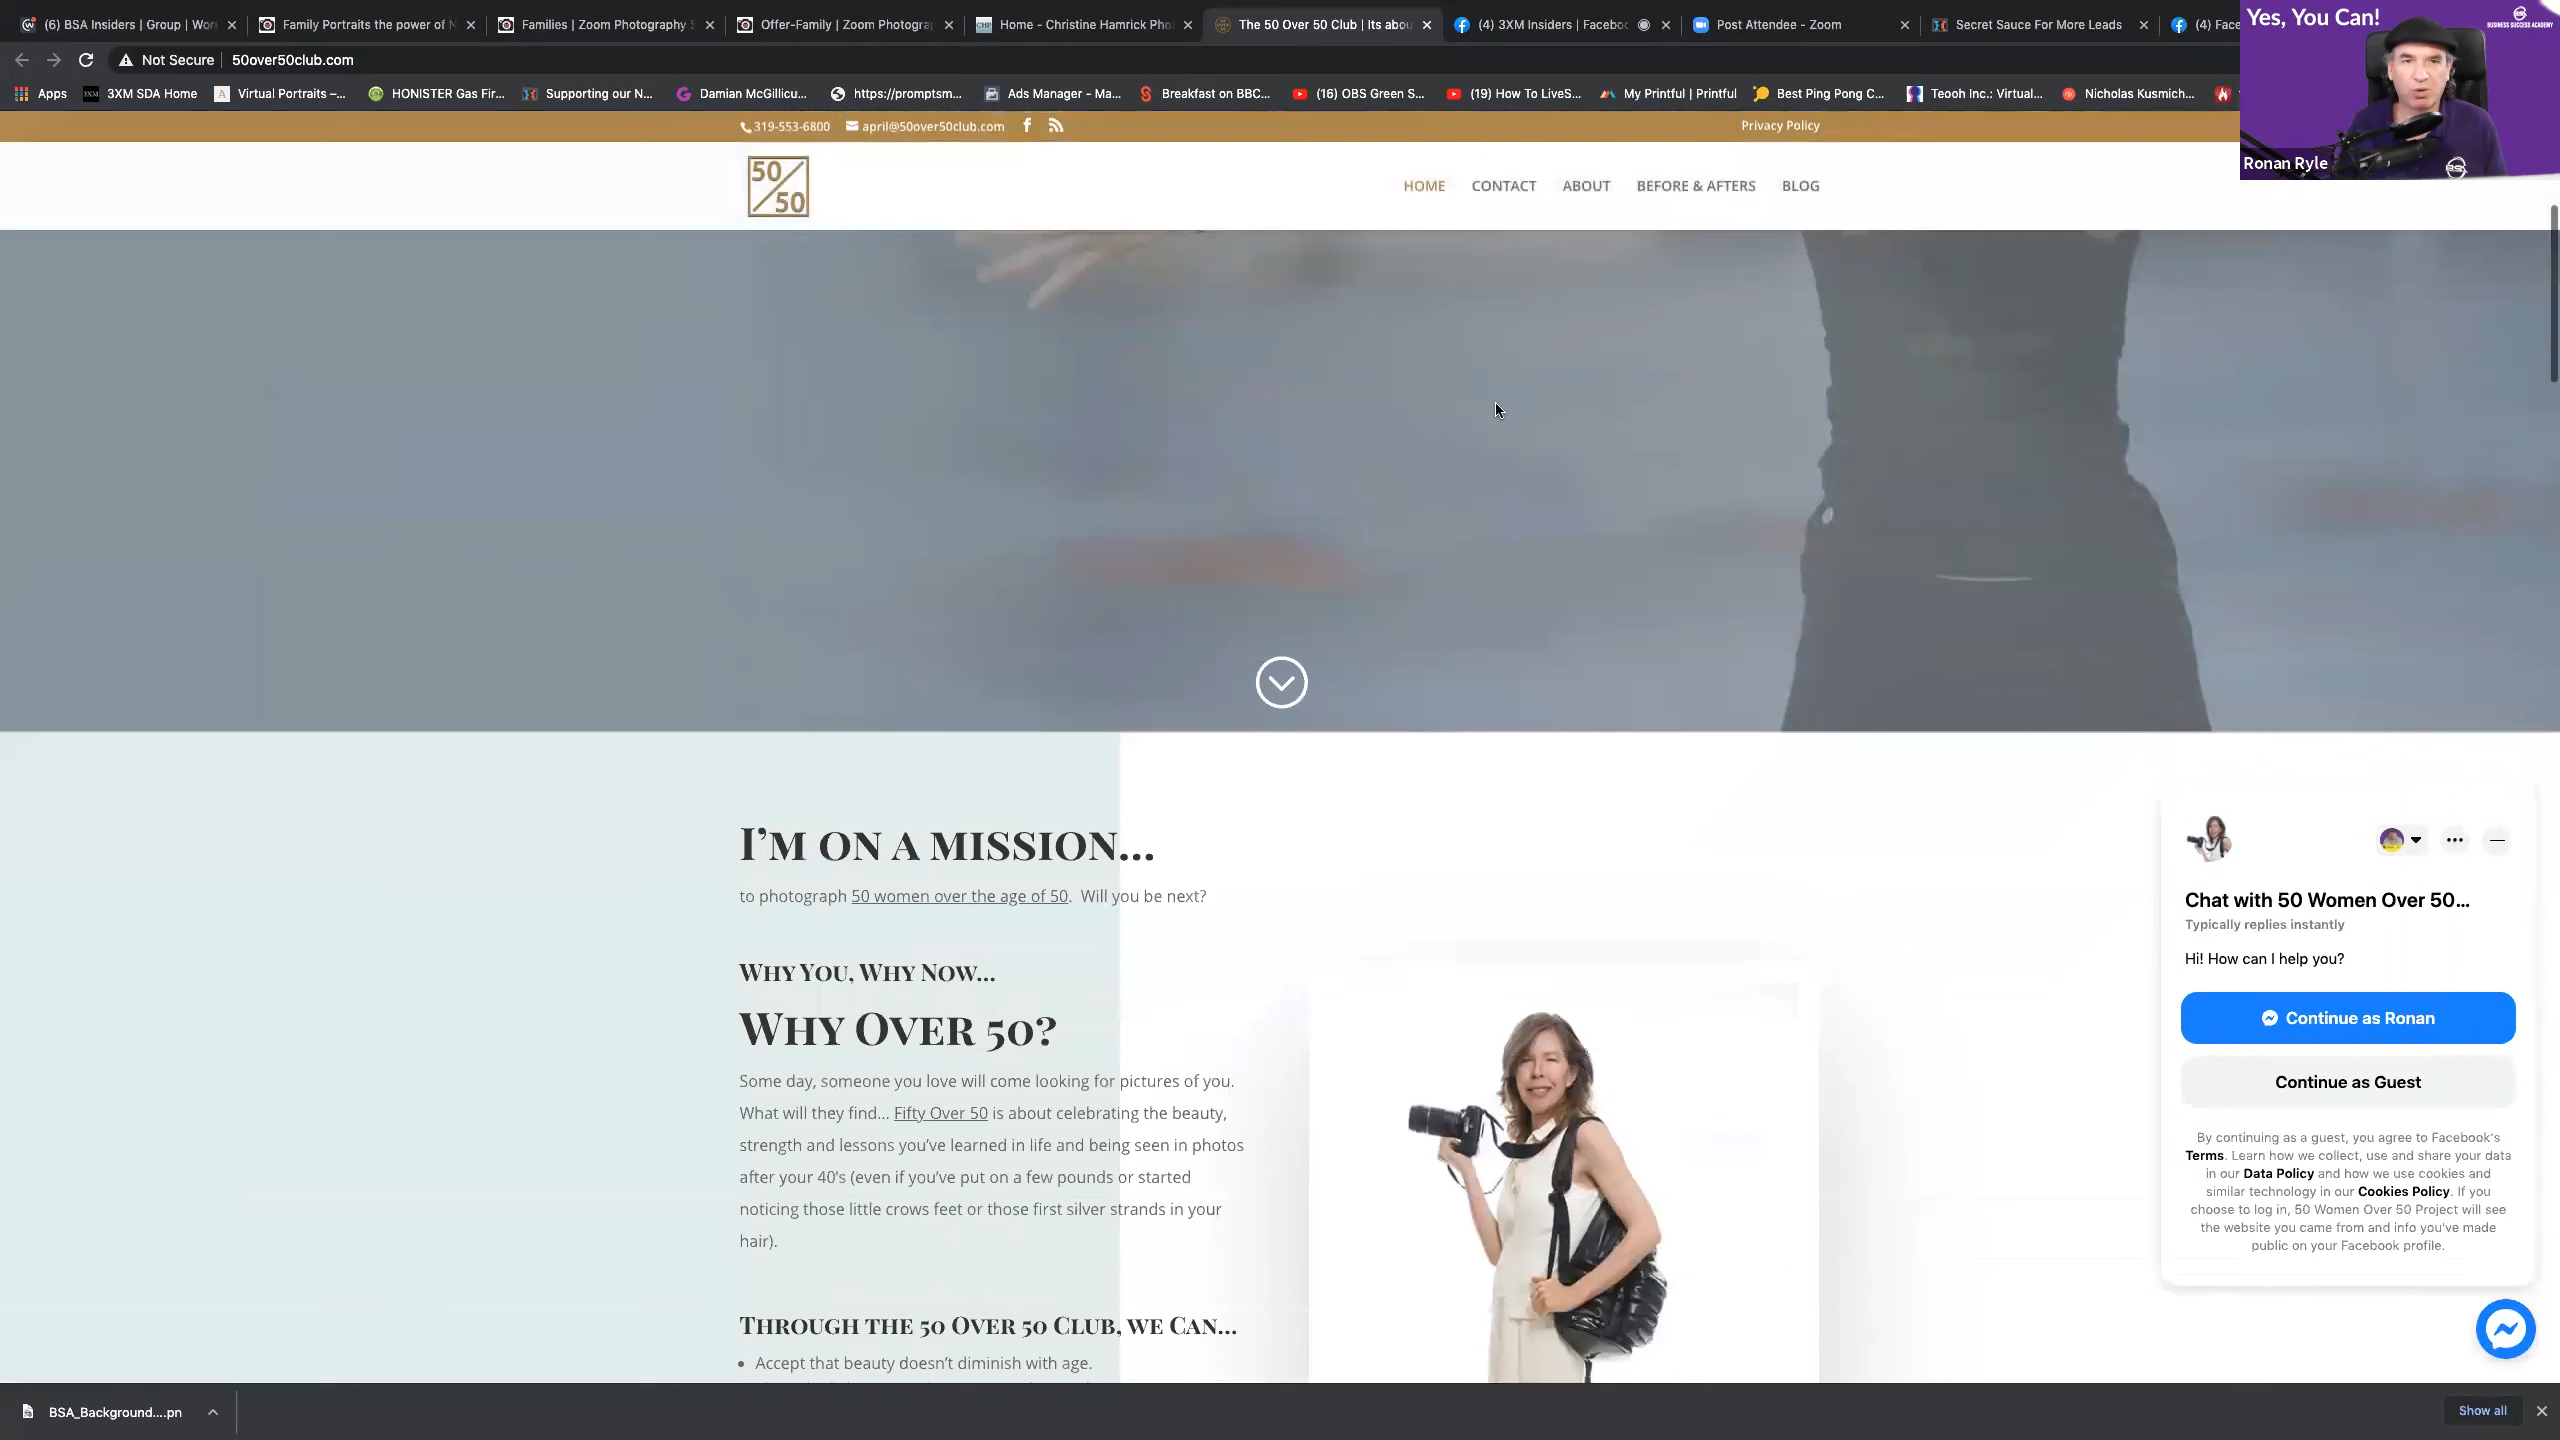 (6) BSA Insiders | Group | Wor
Family Portraits the power of N
Families | Zoom Photography S
Offer-Family | Zoom Photogra
CHP
Home - Christine Hamrick Pho
The 50 Over 50 Club | Its abou
(4) 3XM Insiders | Faceboo
Post Attendee - Zoom
Secret Sauce For More Leads
(4) Face
Yes, You Can!
BUSINESS SUCCESS ACADEMY
Not Secure
50over50club.com
Apps
3XM SDA Home
Virtual Portraits –...
HONISTER Gas Fir...
Supporting our N...
Damian McGillicu...
https://promptsm...
Ads Manager - Ma...
Breakfast on BBC...
(16) OBS Green S...
(19) How To LiveS...
My Printful | Printful
Best Ping Pong C...
Teooh Inc.: Virtual...
Nicholas Kusmich...
319-553-6800
april@50over50club.com
Privacy Policy
Ronan Ryle
50
50
HOME
CONTACT
ABOUT
BEFORE & AFTERS
BLOG
I'm on a mission...
to photograph 50 women over the age of 50.  Will you be next?
Why You, Why Now...
Why Over 50?
Some day, someone you love will come looking for pictures of you.
What will they find... Fifty Over 50 is about celebrating the beauty,
strength and lessons you've learned in life and being seen in photos
after your 40's (even if you've put on a few pounds or started
noticing those little crows feet or those first silver strands in your
hair).
Through the 50 Over 50 Club, we Can...
Accept that beauty doesn't diminish with age.
Chat with 50 Women Over 50...
Typically replies instantly
Hi! How can I help you?
Continue as Ronan
Continue as Guest
By continuing as a guest, you agree to Facebook's
Terms. Learn how we collect, use and share your data
in our Data Policy and how we use cookies and
similar technology in our Cookies Policy. If you
choose to log in, 50 Women Over 50 Project will see
the website you came from and info you've made
public on your Facebook profile.
BSA_Background....pn
Show all